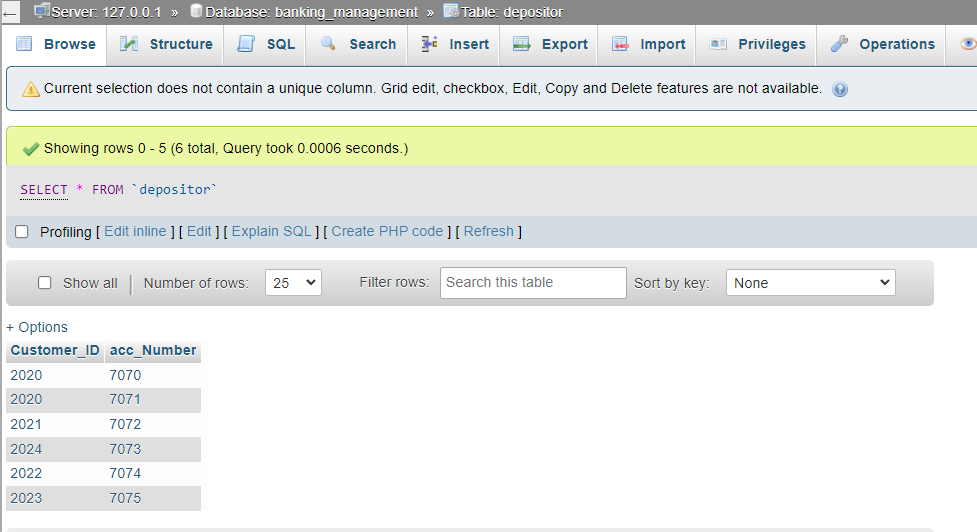 Server: 127.0.0.1 » Database: banking_management » Table: depositor
Browse Structure SQL Search Insert Export Import Privileges Operations
Current selection does not contain a unique column. Grid edit, checkbox, Edit, Copy and Delete features are not available.
Showing rows 0 - 5 (6 total, Query took 0.0006 seconds.)
SELECT * FROM `depositor`
Profiling [ Edit inline ] [ Edit ] [ Explain SQL ] [ Create PHP code ] [ Refresh ]
Show all | Number of rows: 25 Filter rows: Search this table Sort by key: None
+ Options
Customer_ID acc_Number
2020 7070
2020 7071
2021 7072
2024 7073
2022 7074
2023 7075